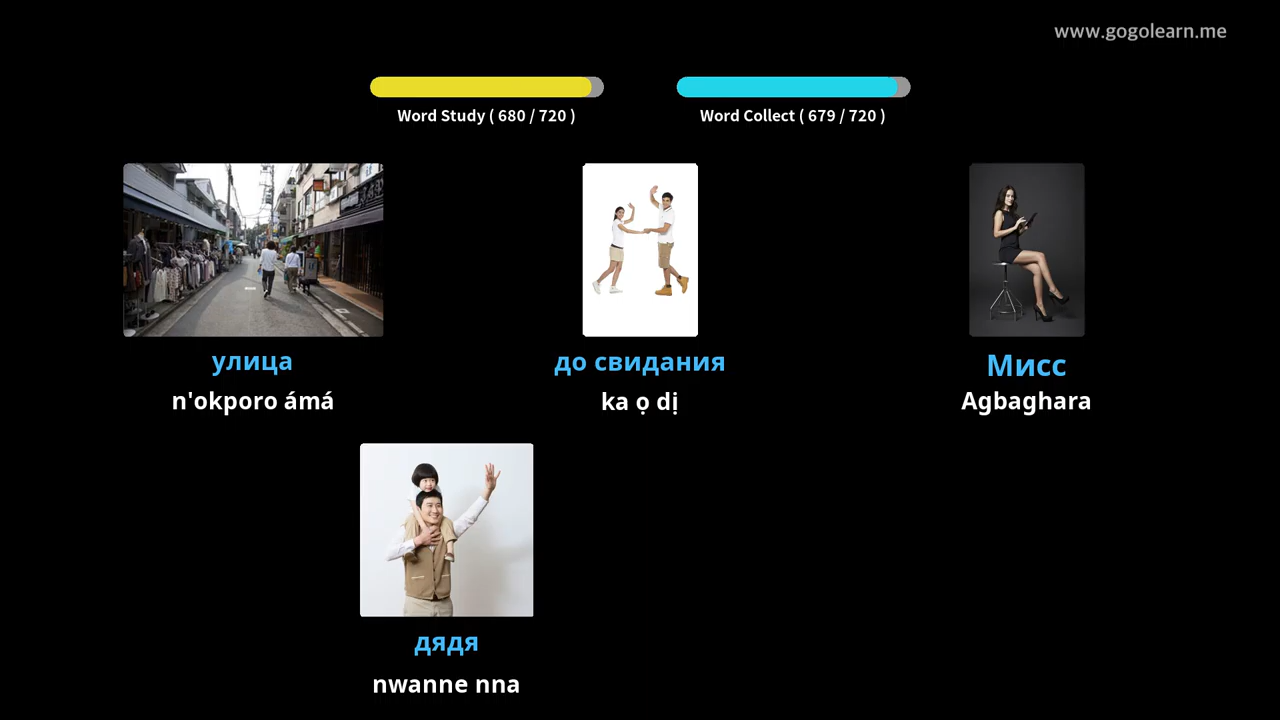 www.gogolearn.me
Word Study ( 680 / 720 )
Word Collect ( 679 / 720 )
улица
n'okporo ámá
до свидания
ka ọ dị
Мисс
Agbaghara
дядя
nwanne nna